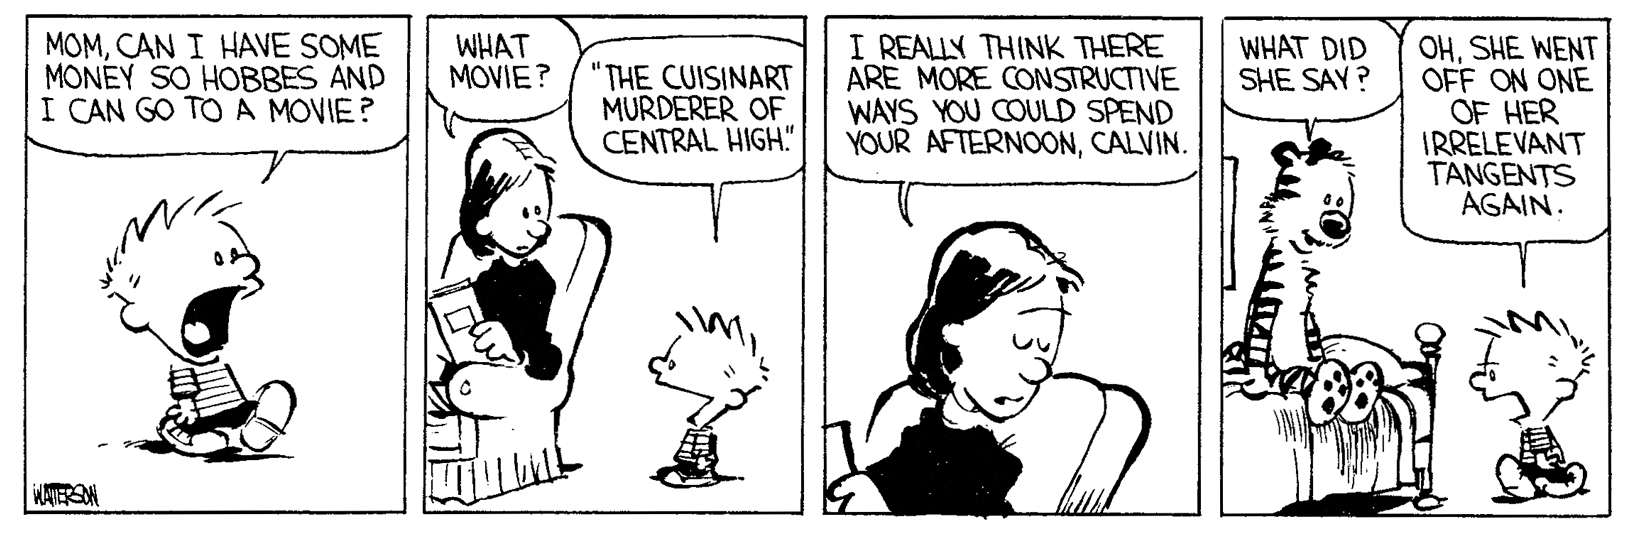 MOM, CAN I HAVE SOME
MONEY SO HOBBES AND
I CAN GO TO A MOVIE?
WATTERSON
WHAT
MOVIE?
"THE CUISINART
MURDERER OF
CENTRAL HIGH."
I REALLY THINK THERE
ARE MORE CONSTRUCTIVE
WAYS YOU COULD SPEND
YOUR AFTERNOON, CALVIN.
WHAT DID
SHE SAY?
OH, SHE WENT
OFF ON ONE
OF HER
IRRELEVANT
TANGENTS
AGAIN.